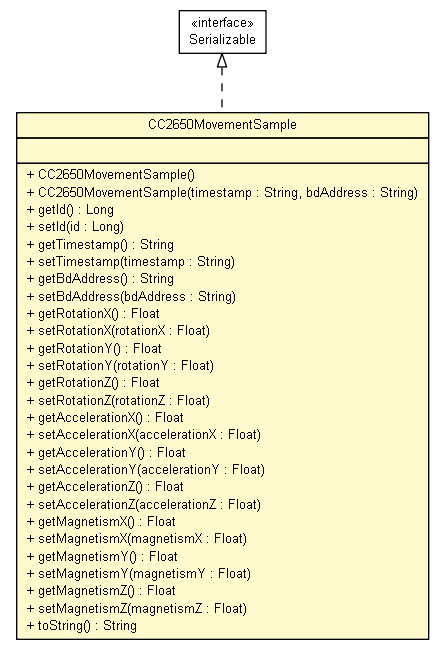 «interface»
Serializable
CC2650MovementSample
+ CC2650MovementSample()
+ CC2650MovementSample(timestamp : String, bdAddress : String)
+ getId() : Long
+ setId(id : Long)
+ getTimestamp() : String
+ setTimestamp(timestamp : String)
+ getBdAddress() : String
+ setBdAddress(bdAddress : String)
+ getRotationX() : Float
+ setRotationX(rotationX : Float)
+ getRotationY() : Float
+ setRotationY(rotationY : Float)
+ getRotationZ() : Float
+ setRotationZ(rotationZ : Float)
+ getAccelerationX() : Float
+ setAccelerationX(accelerationX : Float)
+ getAccelerationY() : Float
+ setAccelerationY(accelerationY : Float)
+ getAccelerationZ() : Float
+ setAccelerationZ(accelerationZ : Float)
+ getMagnetismX() : Float
+ setMagnetismX(magnetismX : Float)
+ getMagnetismY() : Float
+ setMagnetismY(magnetismY : Float)
+ getMagnetismZ() : Float
+ setMagnetismZ(magnetismZ : Float)
+ toString() : String